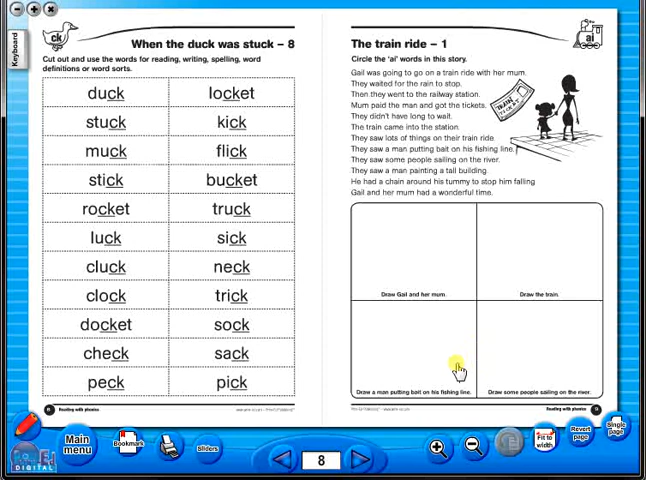 Keyboard
ck
When the duck was stuck – 8
Cut out and use the words for reading, writing, spelling, word
definitions or word sorts.
duck locket
stuck kick
muck flick
stick bucket
rocket truck
luck sick
cluck neck
clock trick
docket sock
check sack
peck pick
8 Reading with phonics
The train ride – 1
ai
Circle the 'ai' words in this story.
Gail was going to go on a train ride with her mum.
They waited for the rain to stop.
Then they went to the railway station.
Mum paid the man and got the tickets.
They didn't have long to wait.
The train came into the station.
They saw lots of things on their train ride.
They saw a man putting bait on his fishing line.
They saw some people sailing on the river.
They saw a man painting a tall building.
He had a chain around his tummy to stop him falling
Gail and her mum had a wonderful time.
TRAIN
TICKET
Draw Gail and her mum.
Draw the train.
Draw a man putting bait on his fishing line.
Draw some people sailing on the river.
Reading with phonics 9
Main
menu
Bookmark
Sliders
8
Fit to
width
Revert
page
Single
page
DIGITAL